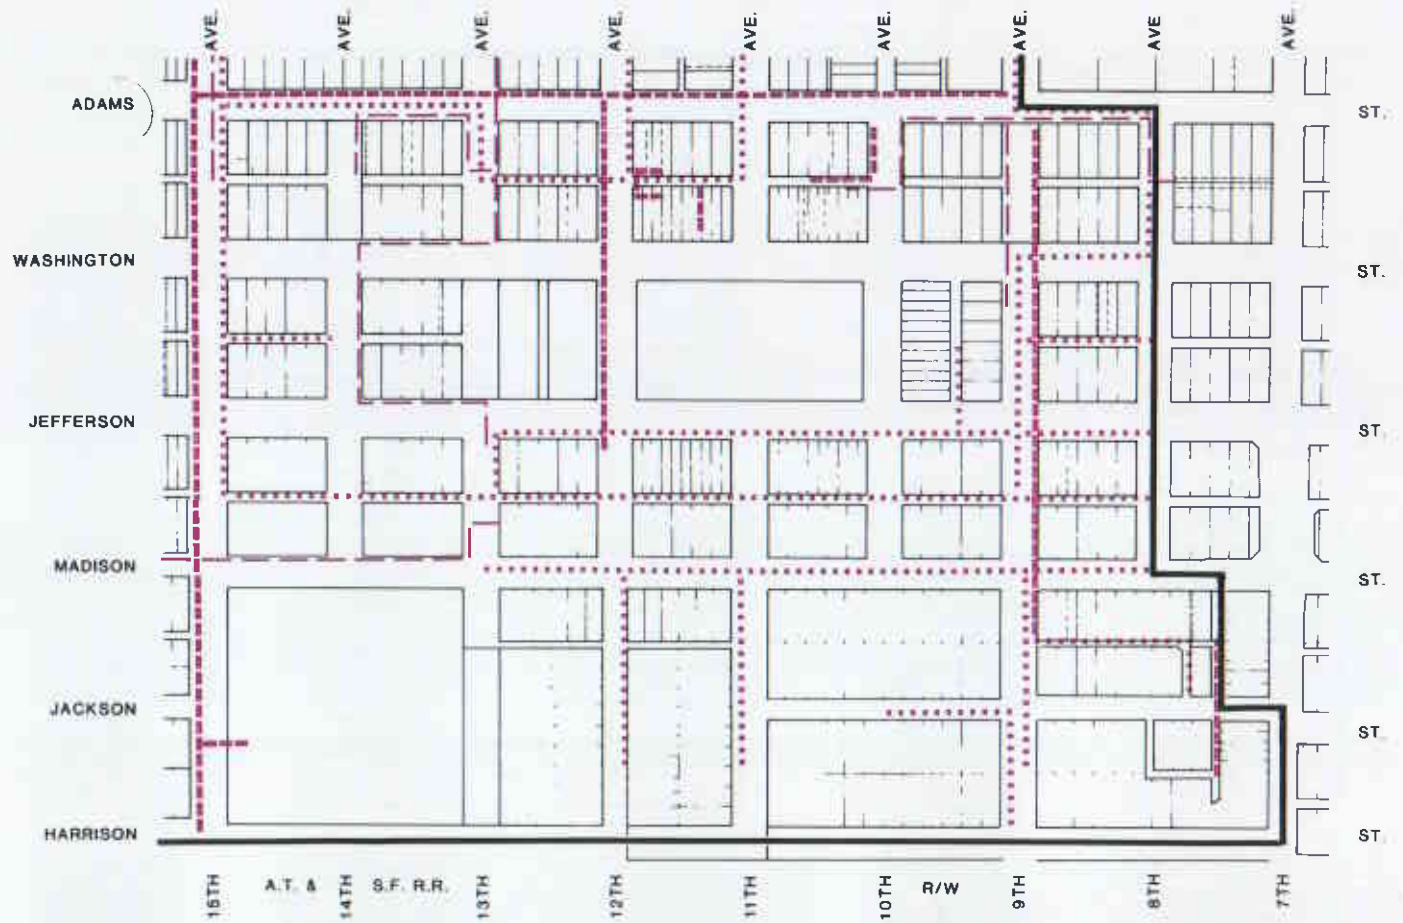 AVE. AVE. AVE. AVE. AVE. AVE. AVE. AVE AVE.
ADAMS ST.
WASHINGTON ST.
JEFFERSON ST.
MADISON ST.
JACKSON ST.
HARRISON ST.
15TH A.T. & 14TH S.F. R.R. 13TH 12TH 11TH 10TH R/W 9TH 8TH 7TH